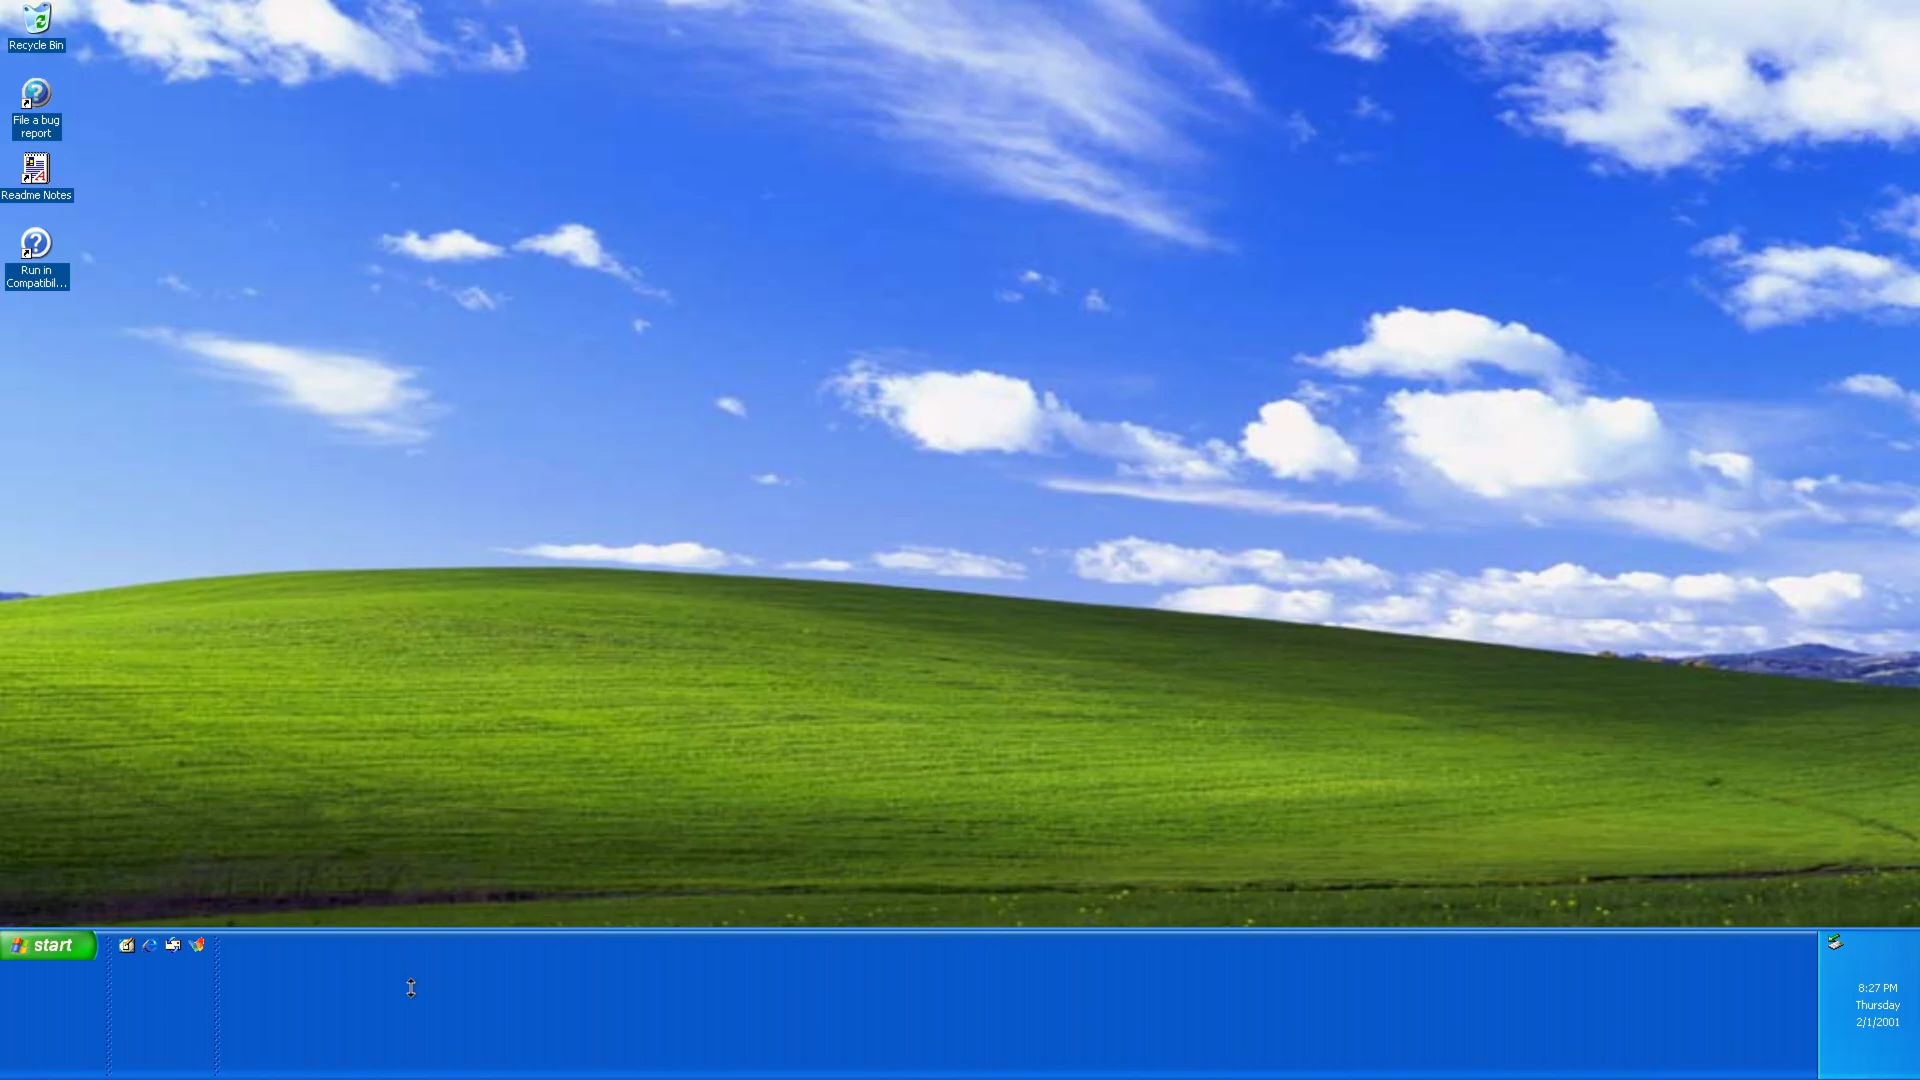 Recycle Bin
File a bug
report
Readme Notes
Run in
Compatibil...
start
8:27 PM
Thursday
2/1/2001